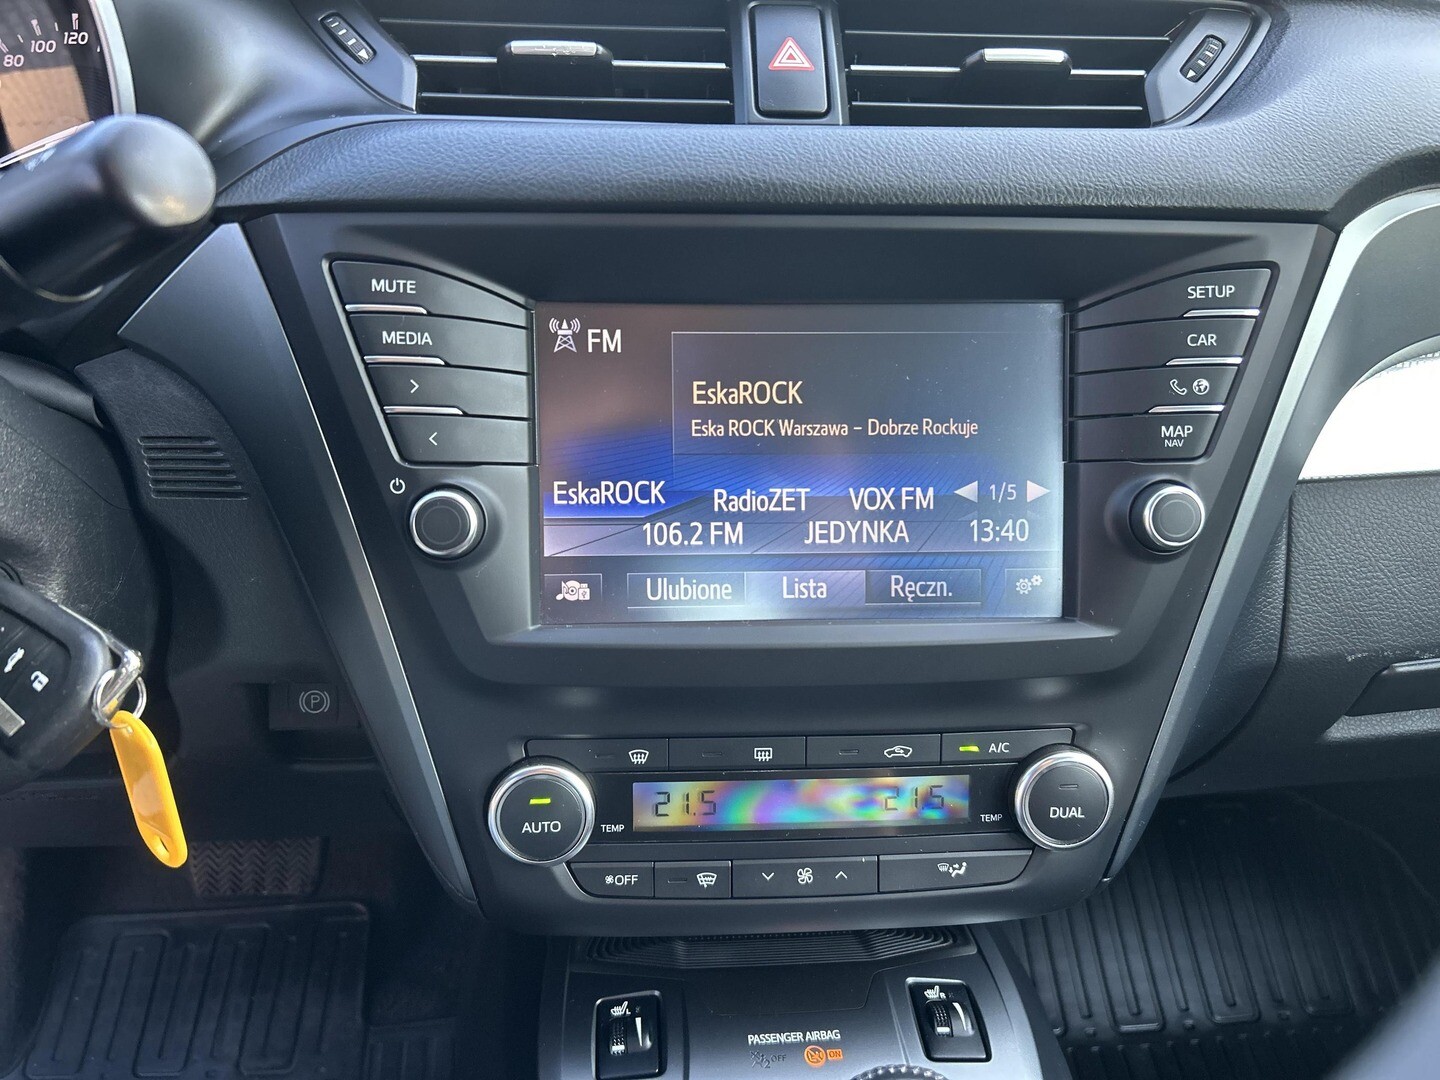 80 100 120
MUTE
SETUP
MEDIA
CAR
>
<
MAP
NAV
FM
EskaROCK
Eska ROCK Warszawa – Dobrze Rockuje
EskaROCK RadioZET VOX FM 1/5
106.2 FM JEDYNKA 13:40
Ulubione Lista Ręczn.
P
A/C
AUTO
TEMP
21.5
21.5
TEMP
DUAL
OFF
L
R
PASSENGER AIRBAG
2 OFF
ON